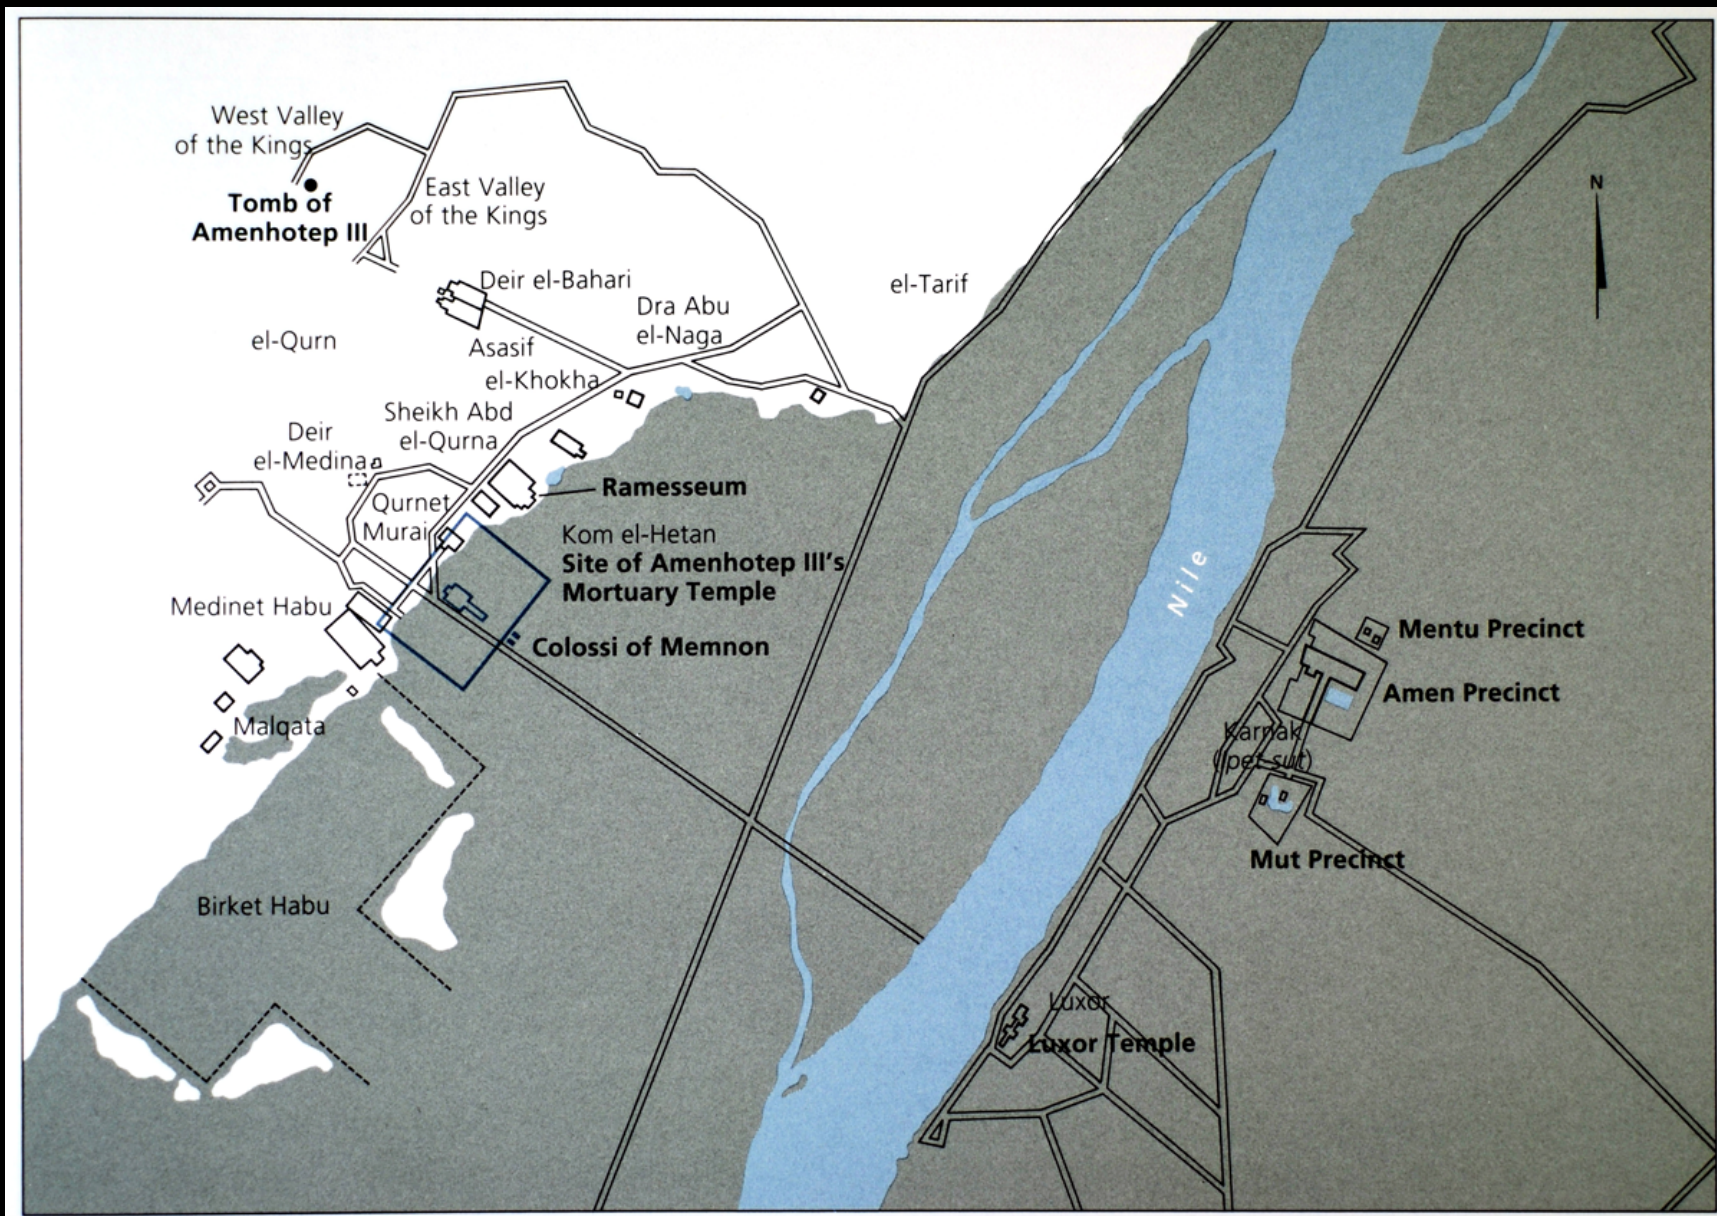 West Valley
of the Kings
Tomb of
Amenhotep III
East Valley
of the Kings
N
Deir el-Bahari
el-Tarif
Dra Abu
el-Naga
el-Qurn
Asasif
el-Khokha
Sheikh Abd
el-Qurna
Deir
el-Medina
Ramesseum
Qurnet
Murai
Kom el-Hetan
Site of Amenhotep III's
Mortuary Temple
Nile
Medinet Habu
Colossi of Memnon
Mentu Precinct
Amen Precinct
Malqata
Karnak
(Ipet-sut)
Mut Precinct
Birket Habu
Luxor
Luxor Temple